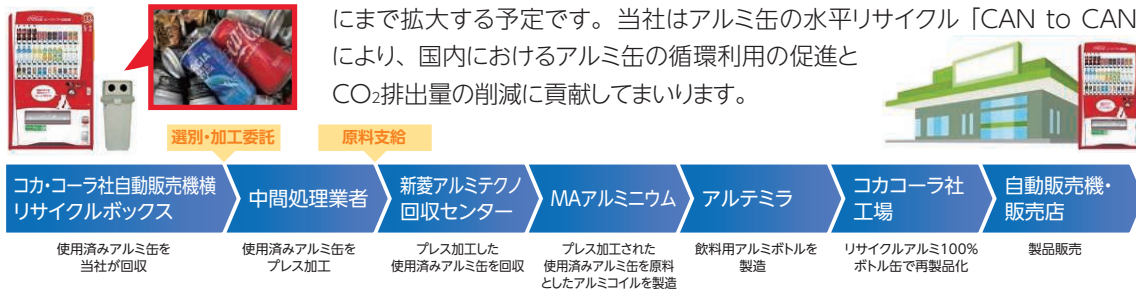 にまで拡大する予定です。当社はアルミ缶の水平リサイクル「CAN to CAN
により、国内におけるアルミ缶の循環利用の促進と
CO₂排出量の削減に貢献してまいります。
選別・加工委託
原料支給
コカ・コーラ社自動販売機横
リサイクルボックス
中間処理業者
新菱アルミテクノ
回収センター
MAアルミニウム
アルテミラ
コカコーラ社
工場
自動販売機・
販売店
使用済みアルミ缶を
当社が回収
使用済みアルミ缶を
プレス加工
プレス加工した
使用済みアルミ缶を回収
プレス加工された
使用済みアルミ缶を原料
としたアルミコイルを製造
飲料用アルミボトルを
製造
リサイクルアルミ100%
ボトル缶で再製品化
製品販売